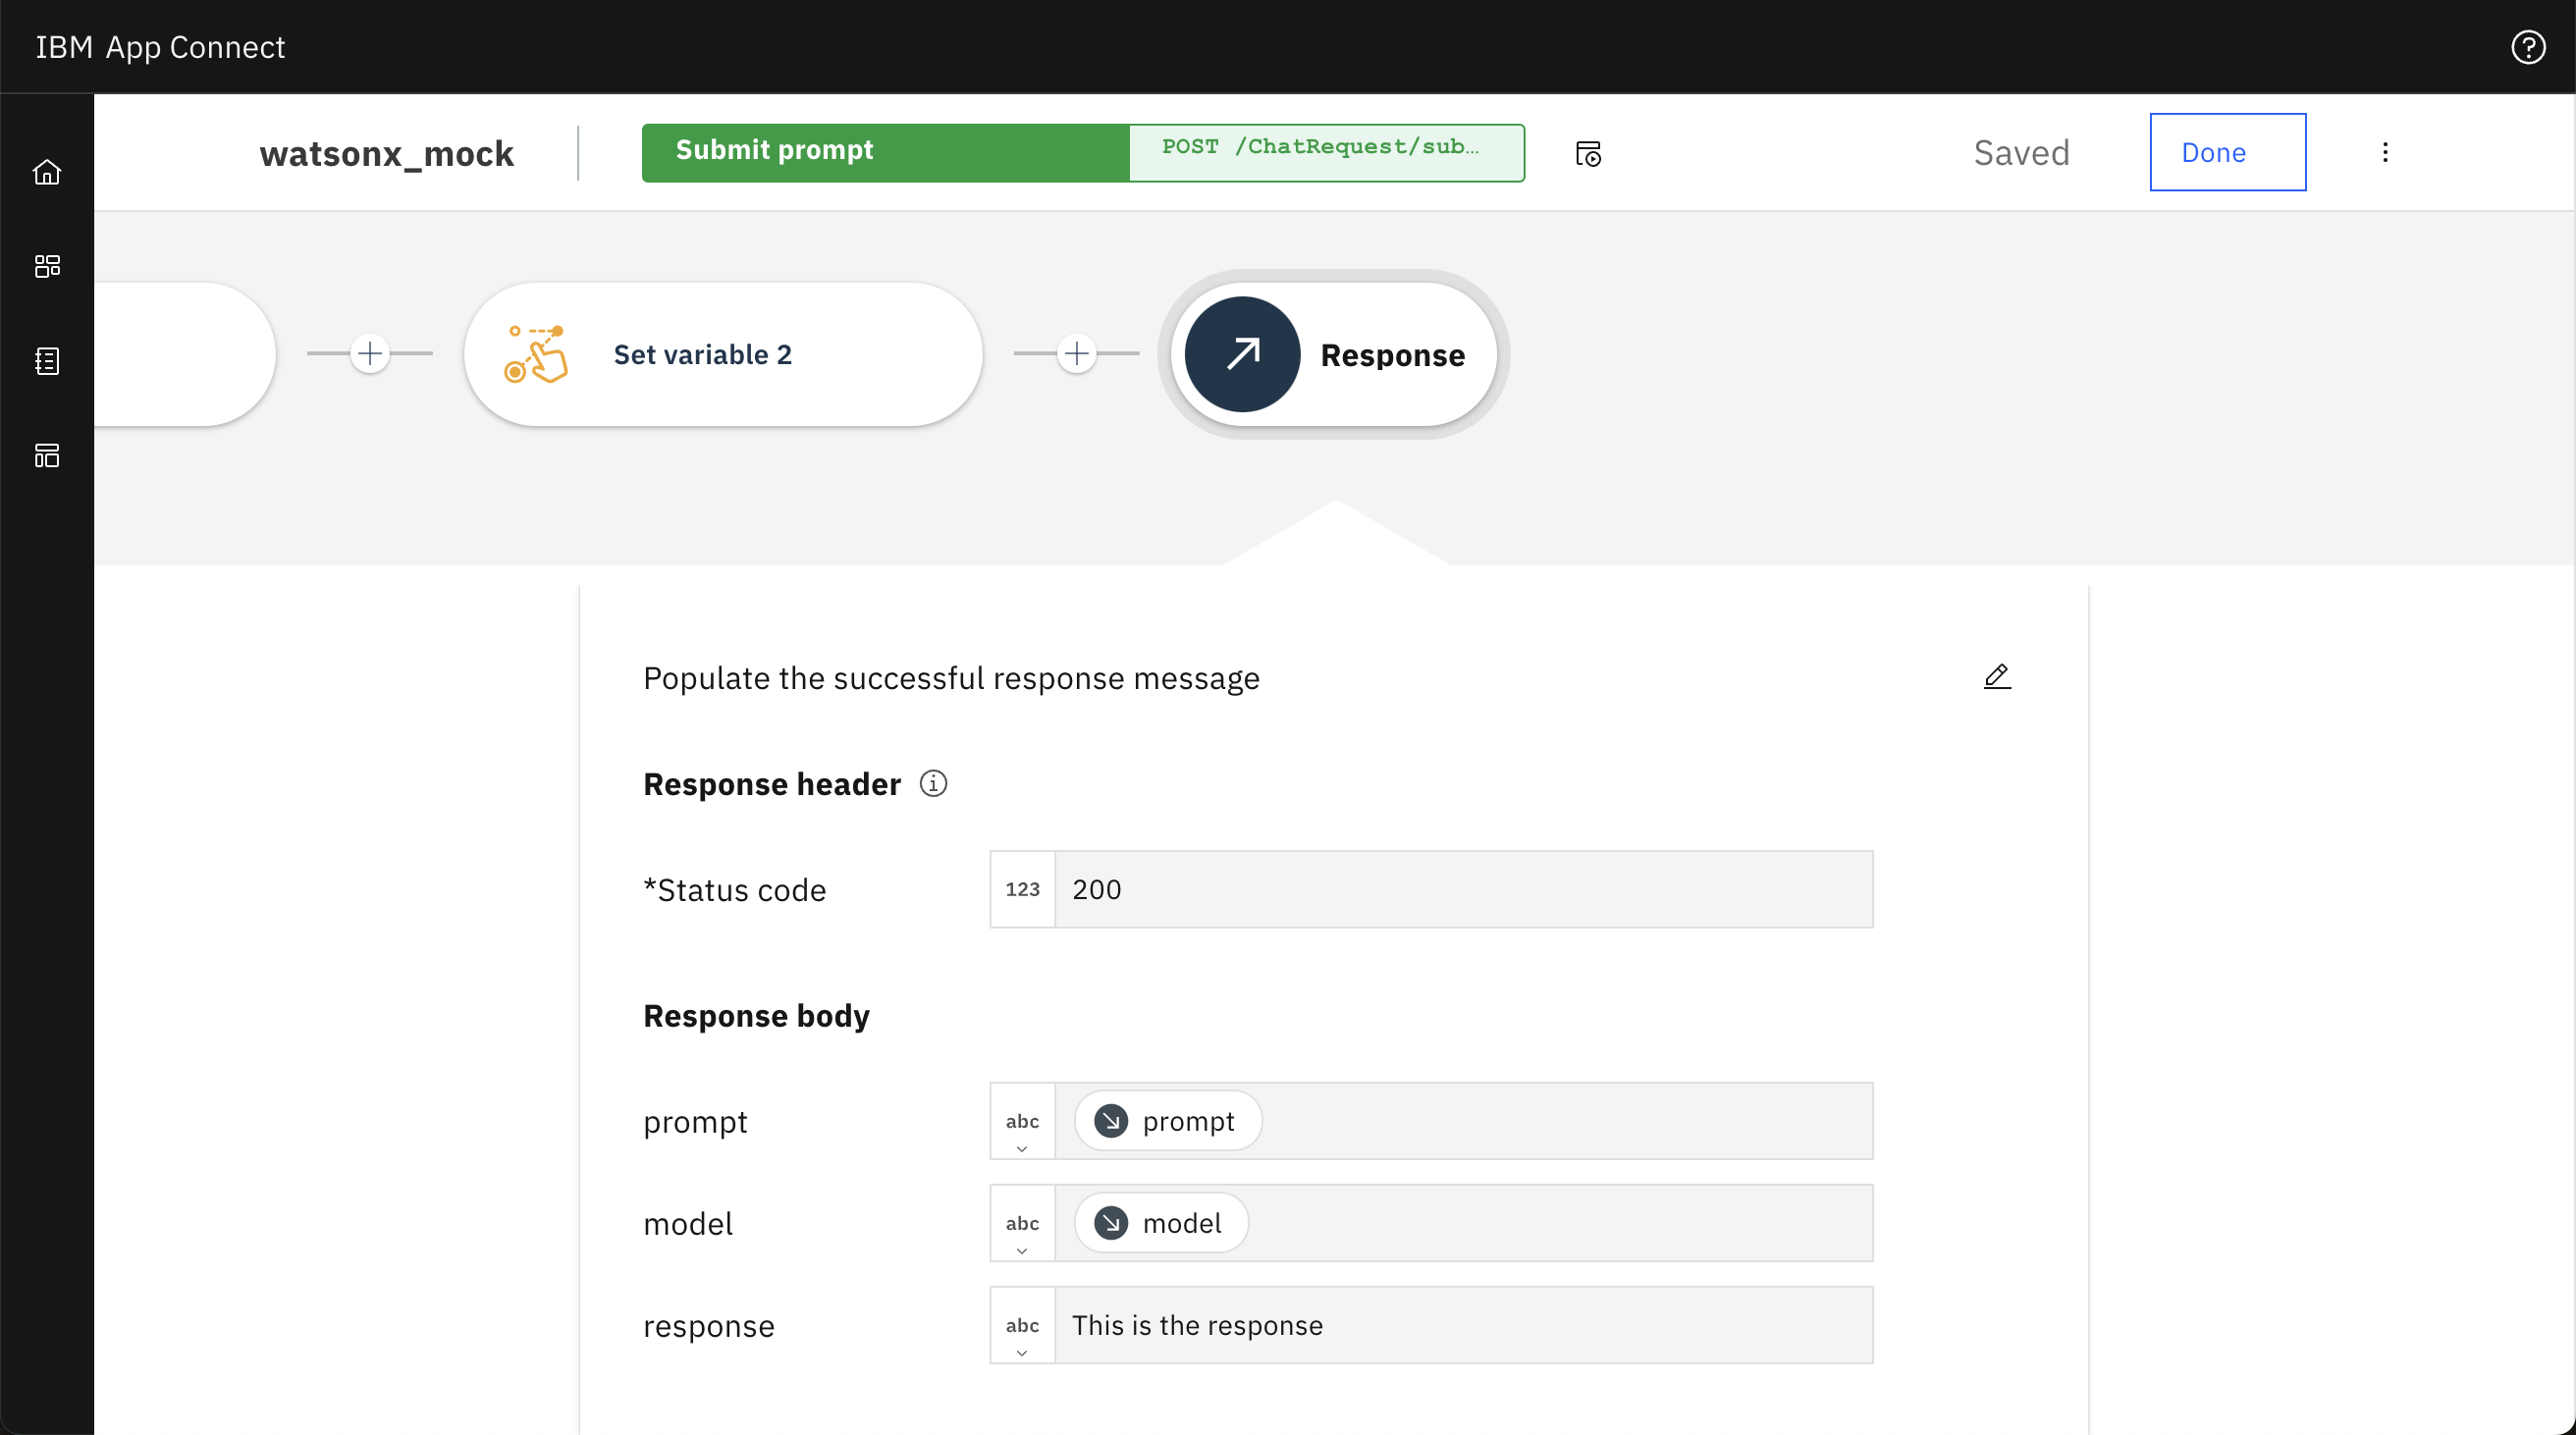 IBM App Connect
watsonx_mock
Submit prompt
POST /ChatRequest/sub...
Saved
Done
Set variable 2
Response
Populate the successful response message
Response header
*Status code
123
200
Response body
prompt
abc
prompt
model
abc
model
response
abc
This is the response